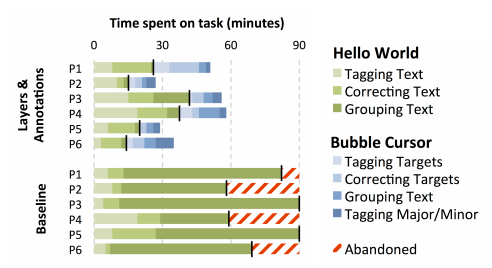 Time spent on task (minutes)
0 30 60 90
Layers &
Annotations
P1
P2
P3
P4
P5
P6
Baseline
P1
P2
P3
P4
P5
P6
Hello World
Tagging Text
Correcting Text
Grouping Text
Bubble Cursor
Tagging Targets
Correcting Targets
Grouping Text
Tagging Major/Minor
Abandoned